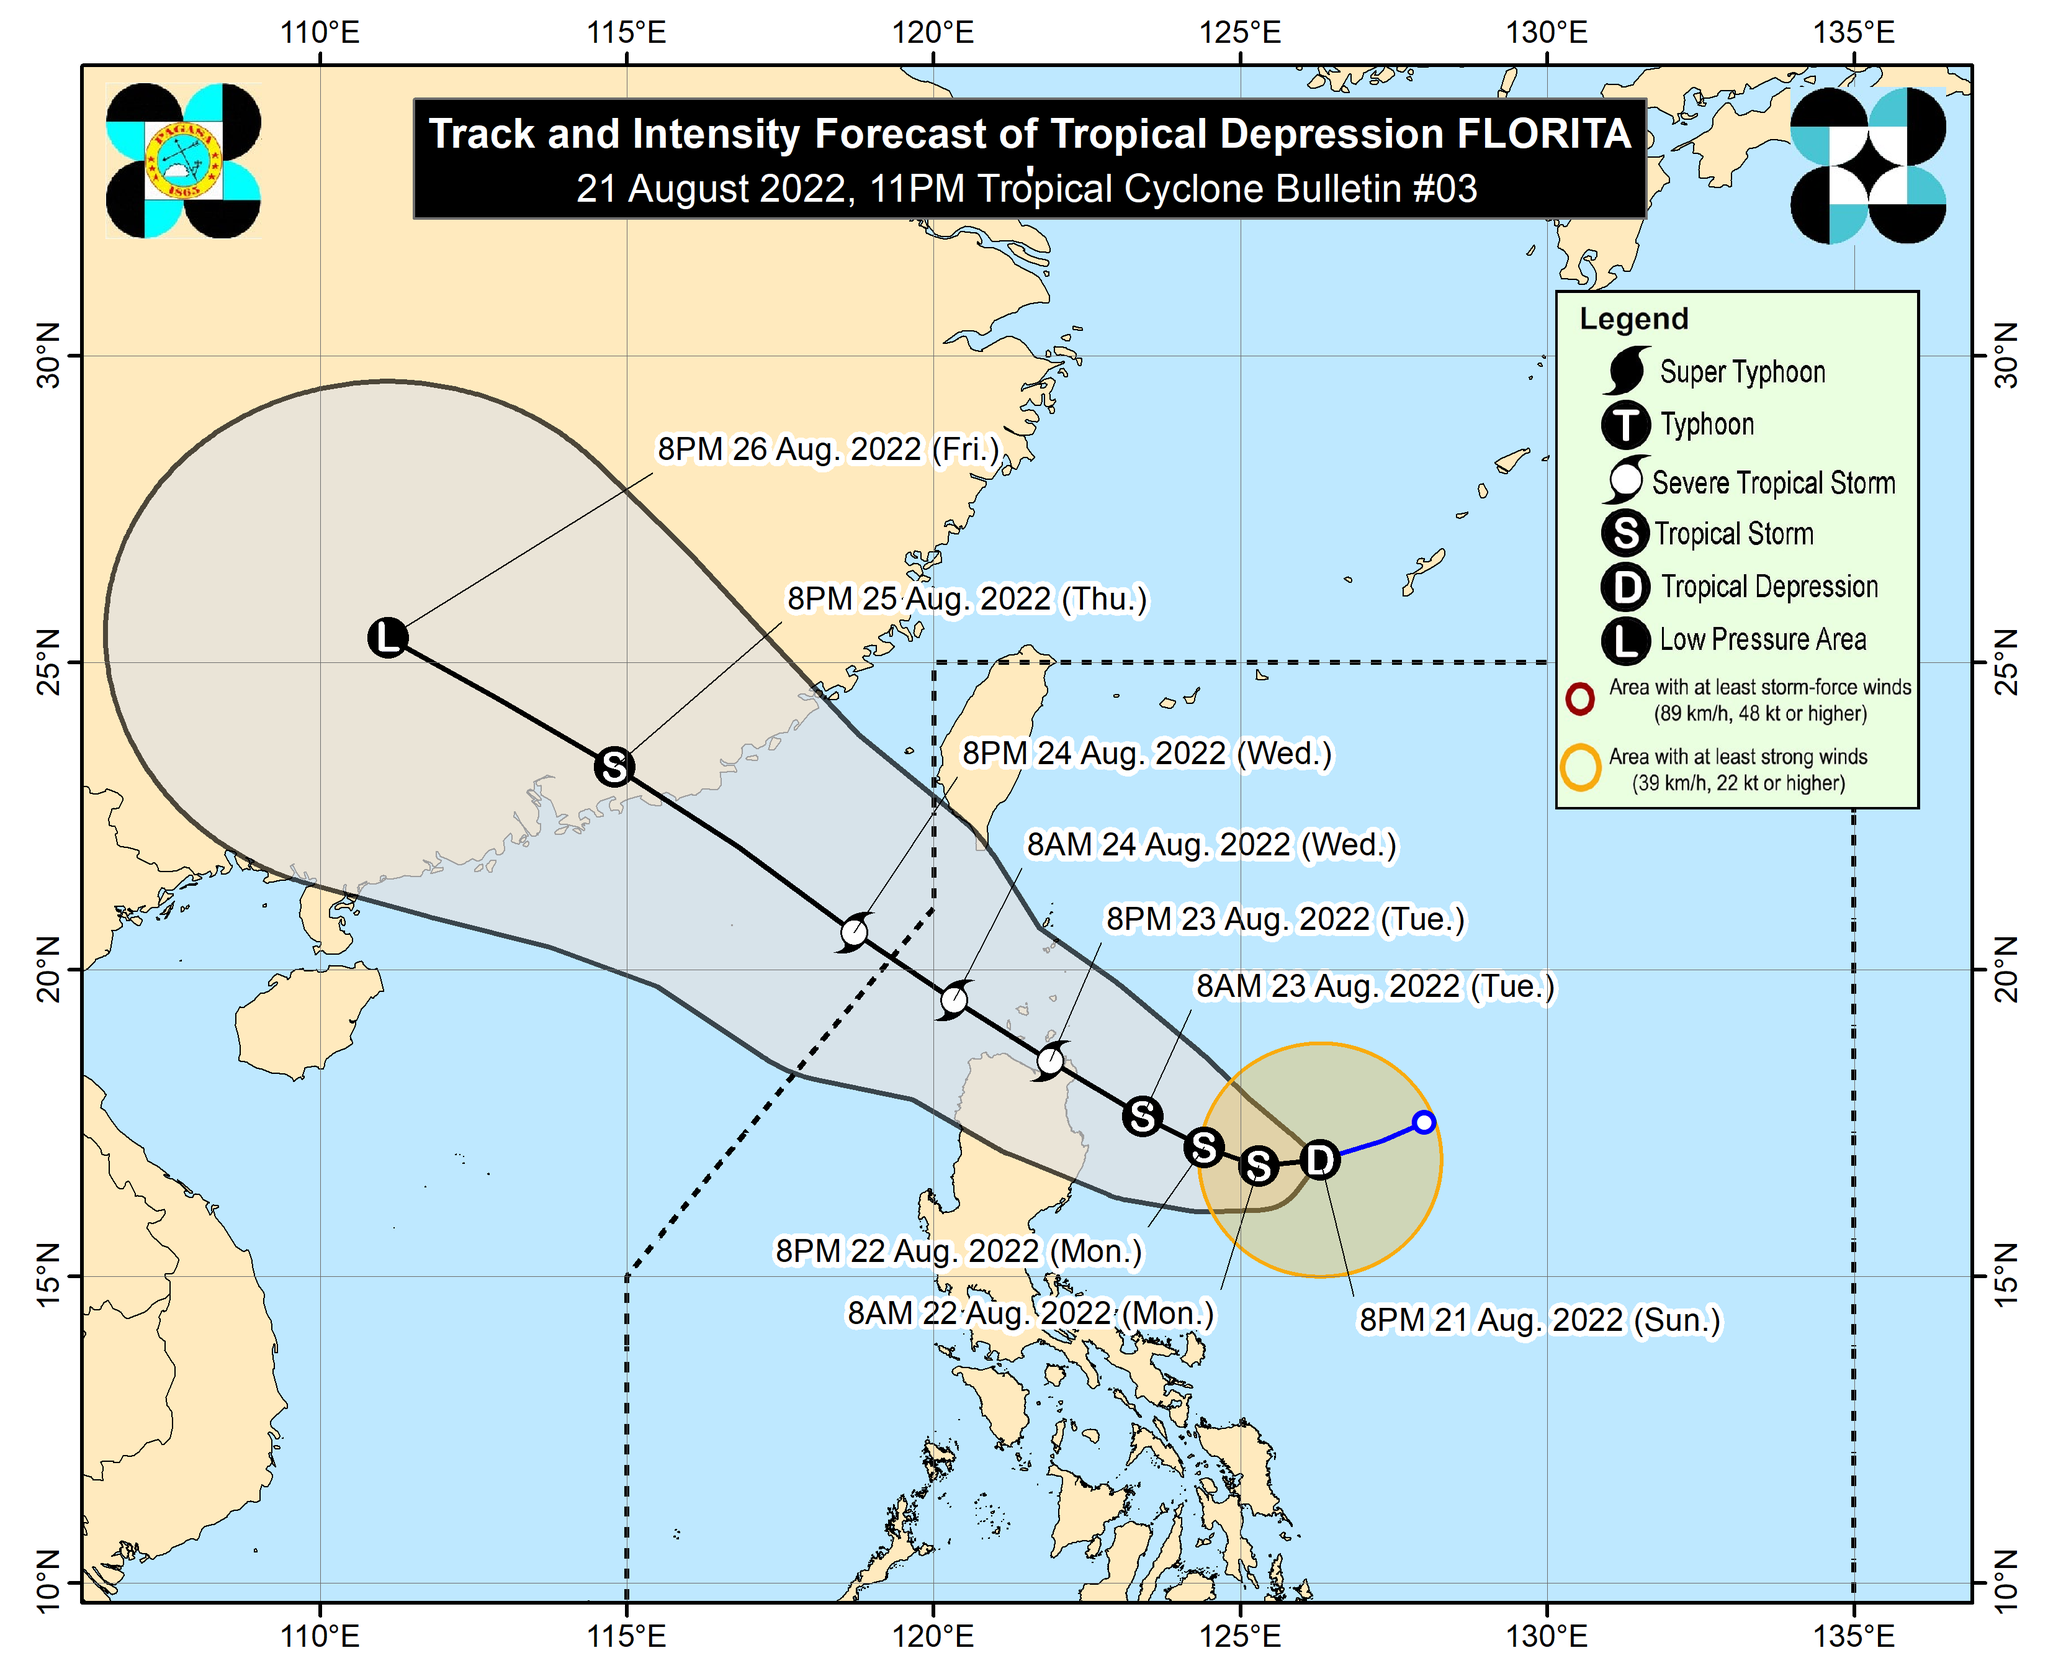 110°E 115°E 120°E 125°E 130°E 135°E
Track and Intensity Forecast of Tropical Depression FLORITA
21 August 2022, 11PM Tropical Cyclone Bulletin #03
PAGASA
1865
Legend
Super Typhoon
T Typhoon
Severe Tropical Storm
S Tropical Storm
D Tropical Depression
L Low Pressure Area
Area with at least storm-force winds
(89 km/h, 48 kt or higher)
Area with at least strong winds
(39 km/h, 22 kt or higher)
30°N 30°N
8PM 26 Aug. 2022 (Fri.)
8PM 25 Aug. 2022 (Thu.)
L
25°N 25°N
S
8PM 24 Aug. 2022 (Wed.)
8AM 24 Aug. 2022 (Wed.)
8PM 23 Aug. 2022 (Tue.)
20°N 20°N
8AM 23 Aug. 2022 (Tue.)
S
S
S
D
8PM 22 Aug. 2022 (Mon.)
15°N 15°N
8AM 22 Aug. 2022 (Mon.)
8PM 21 Aug. 2022 (Sun.)
10°N 10°N
110°E 115°E 120°E 125°E 130°E 135°E